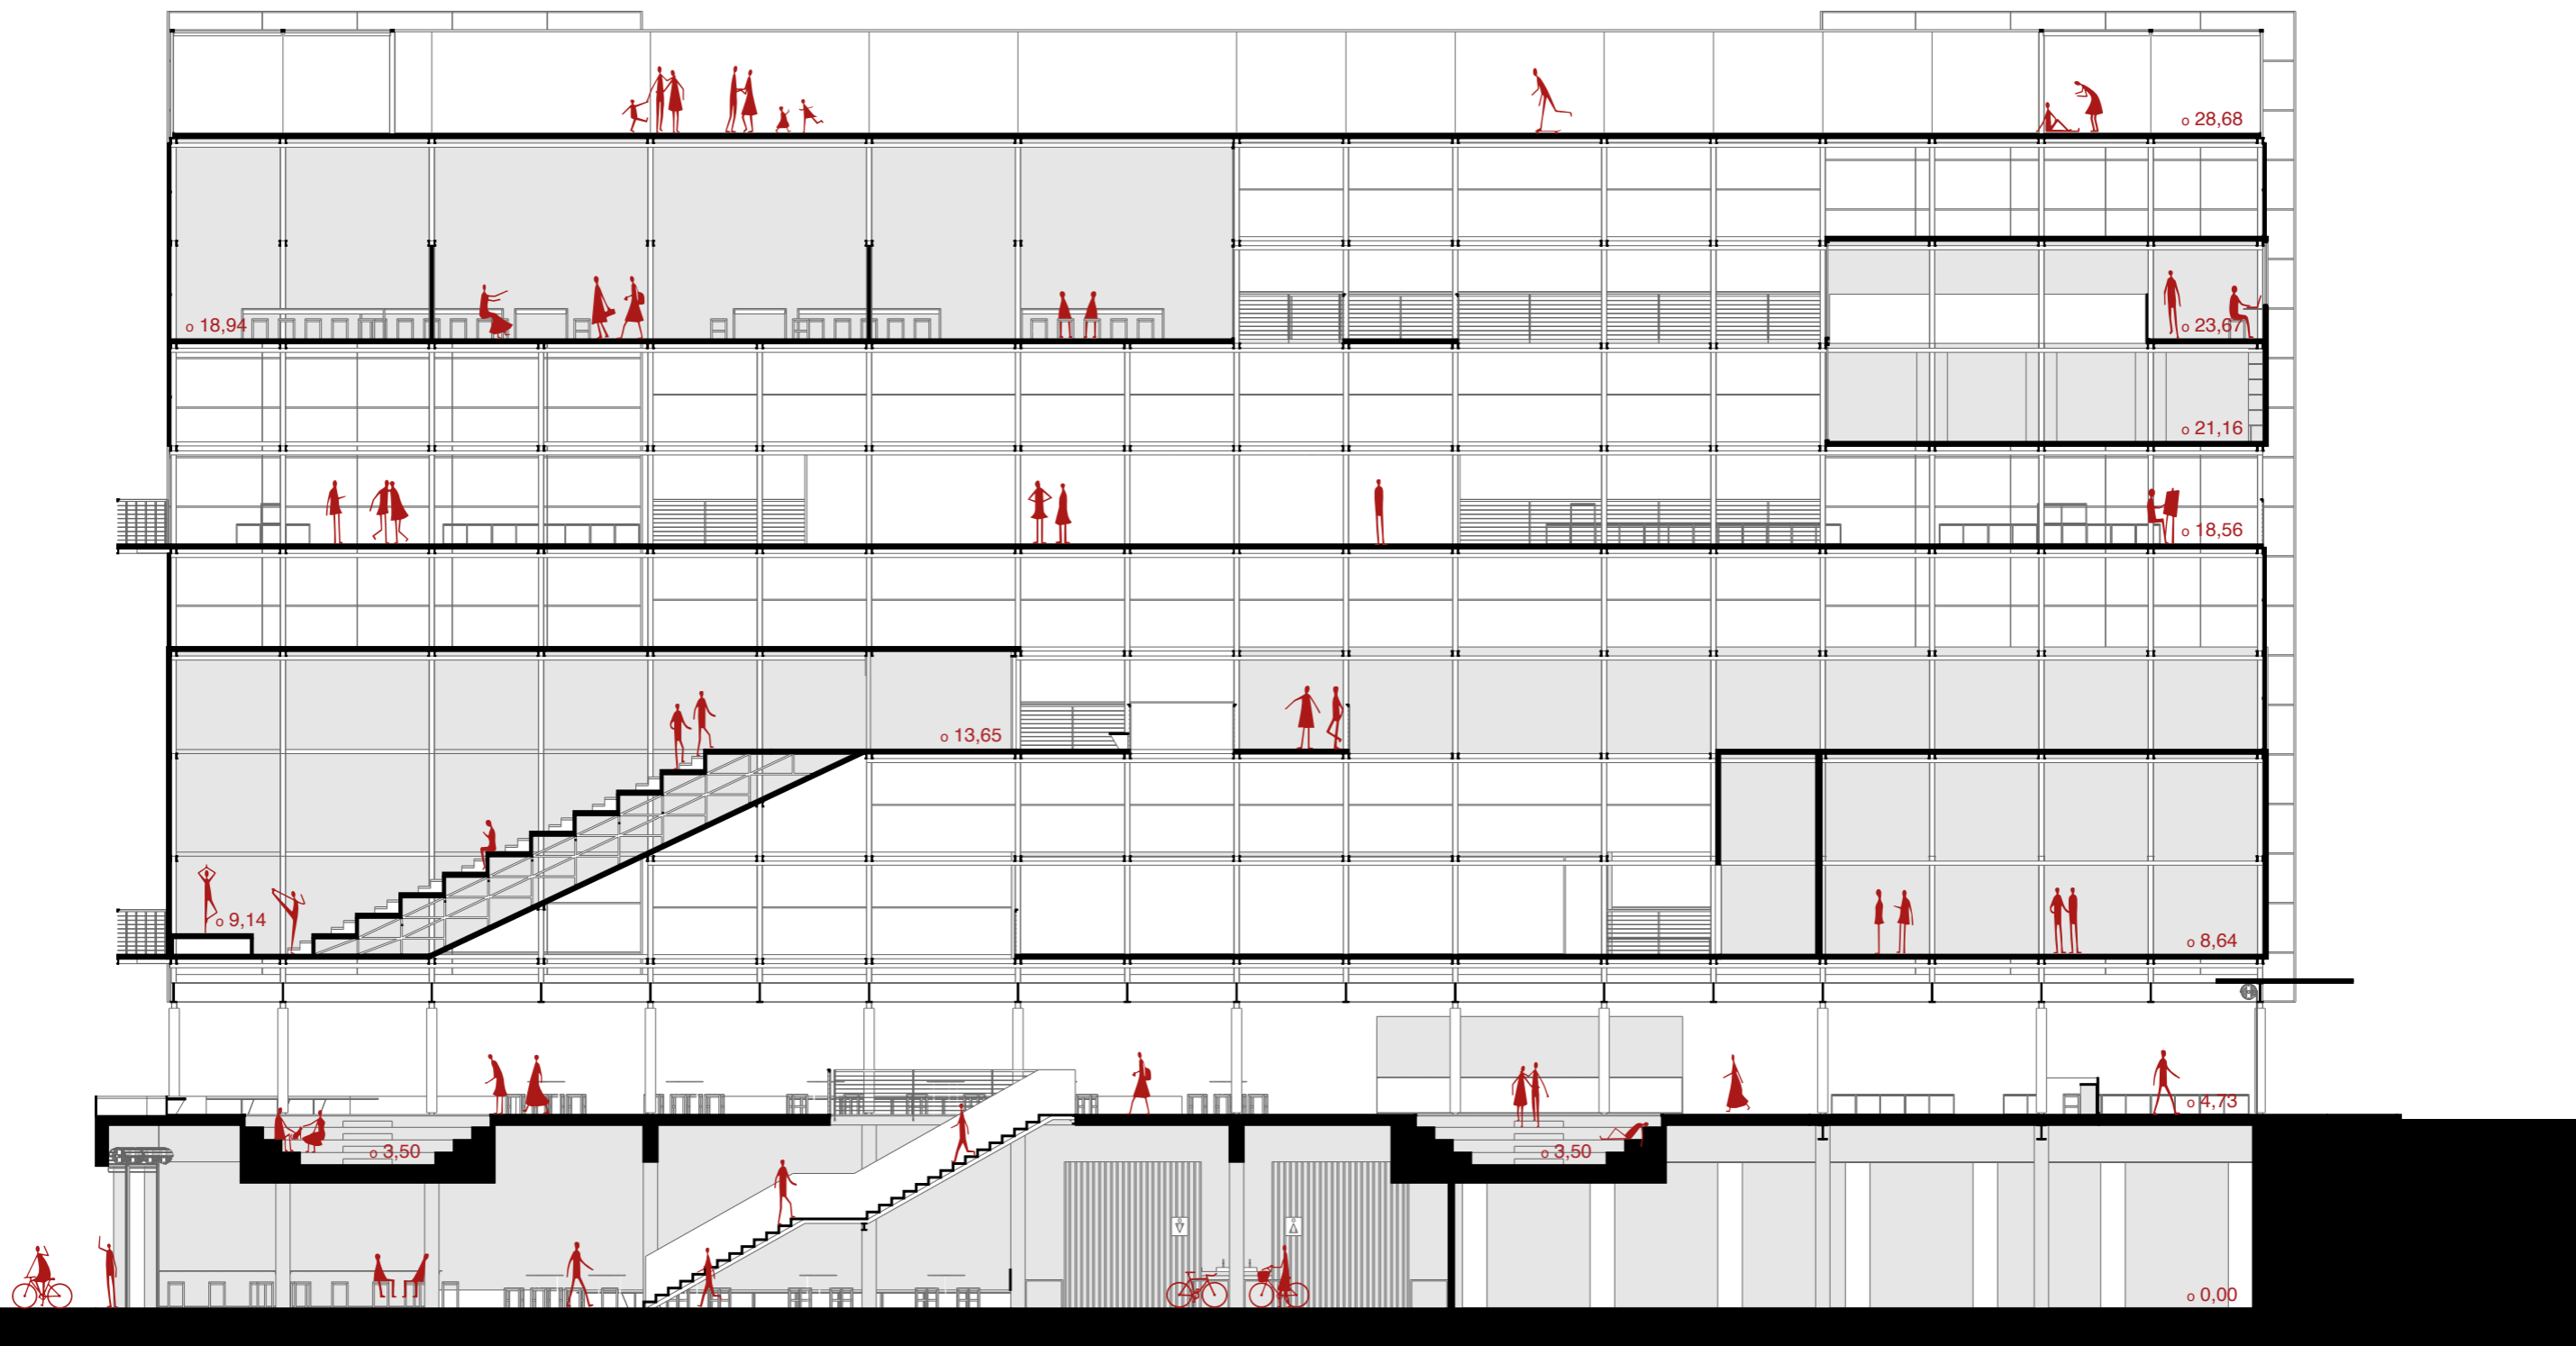 o 28,68
o 18,94
o 23,67
o 21,16
o 18,56
o 13,65
o 9,14
o 8,64
o 4,73
o 3,50
o 3,50
o 0,00